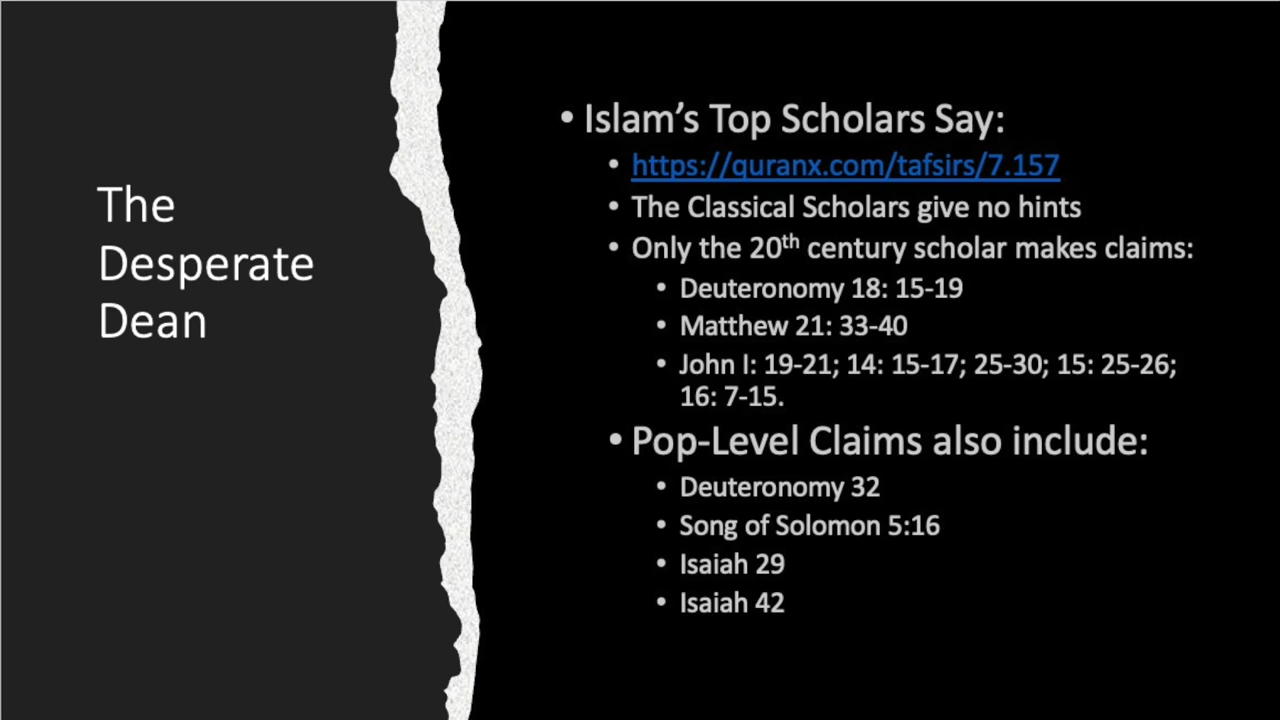 The
Desperate
Dean
• Islam's Top Scholars Say:
• https://quranx.com/tafsirs/7.157
• The Classical Scholars give no hints
• Only the 20th century scholar makes claims:
• Deuteronomy 18: 15-19
• Matthew 21: 33-40
• John I: 19-21; 14: 15-17; 25-30; 15: 25-26;
16: 7-15.
• Pop-Level Claims also include:
• Deuteronomy 32
• Song of Solomon 5:16
• Isaiah 29
• Isaiah 42